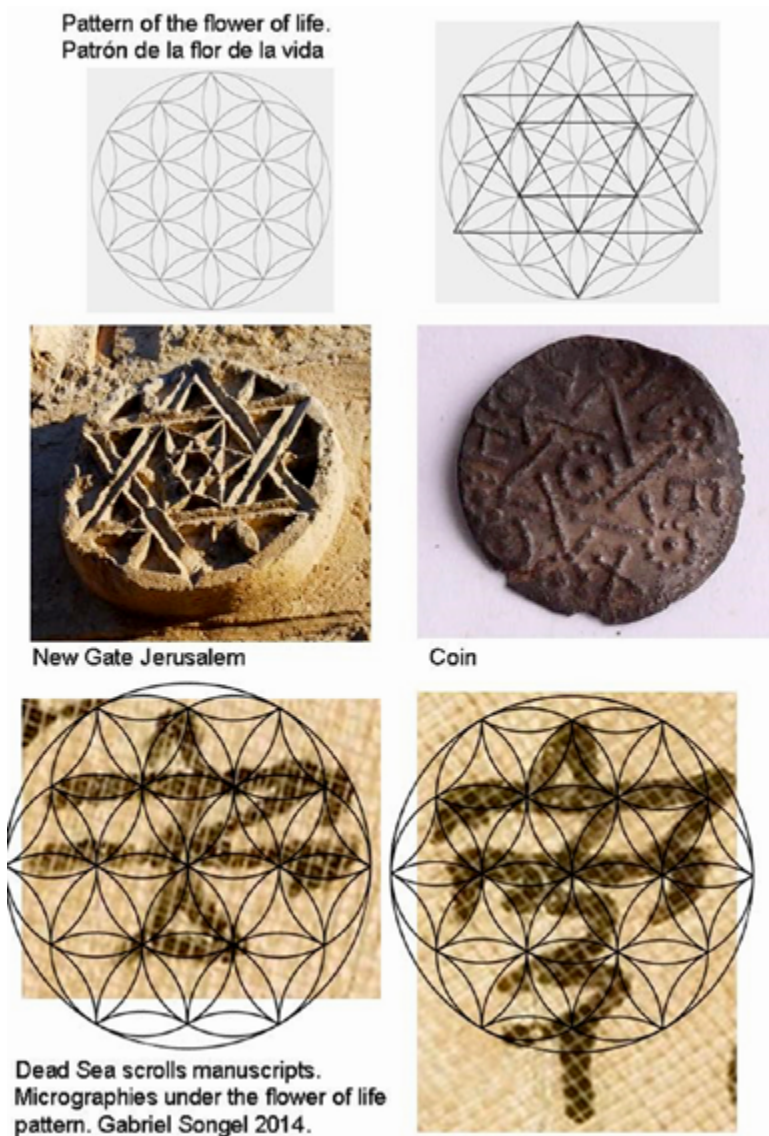 Pattern of the flower of life.
Patrón de la flor de la vida
New Gate Jerusalem
Coin
Dead Sea scrolls manuscripts.
Micrographies under the flower of life
pattern. Gabriel Songel 2014.